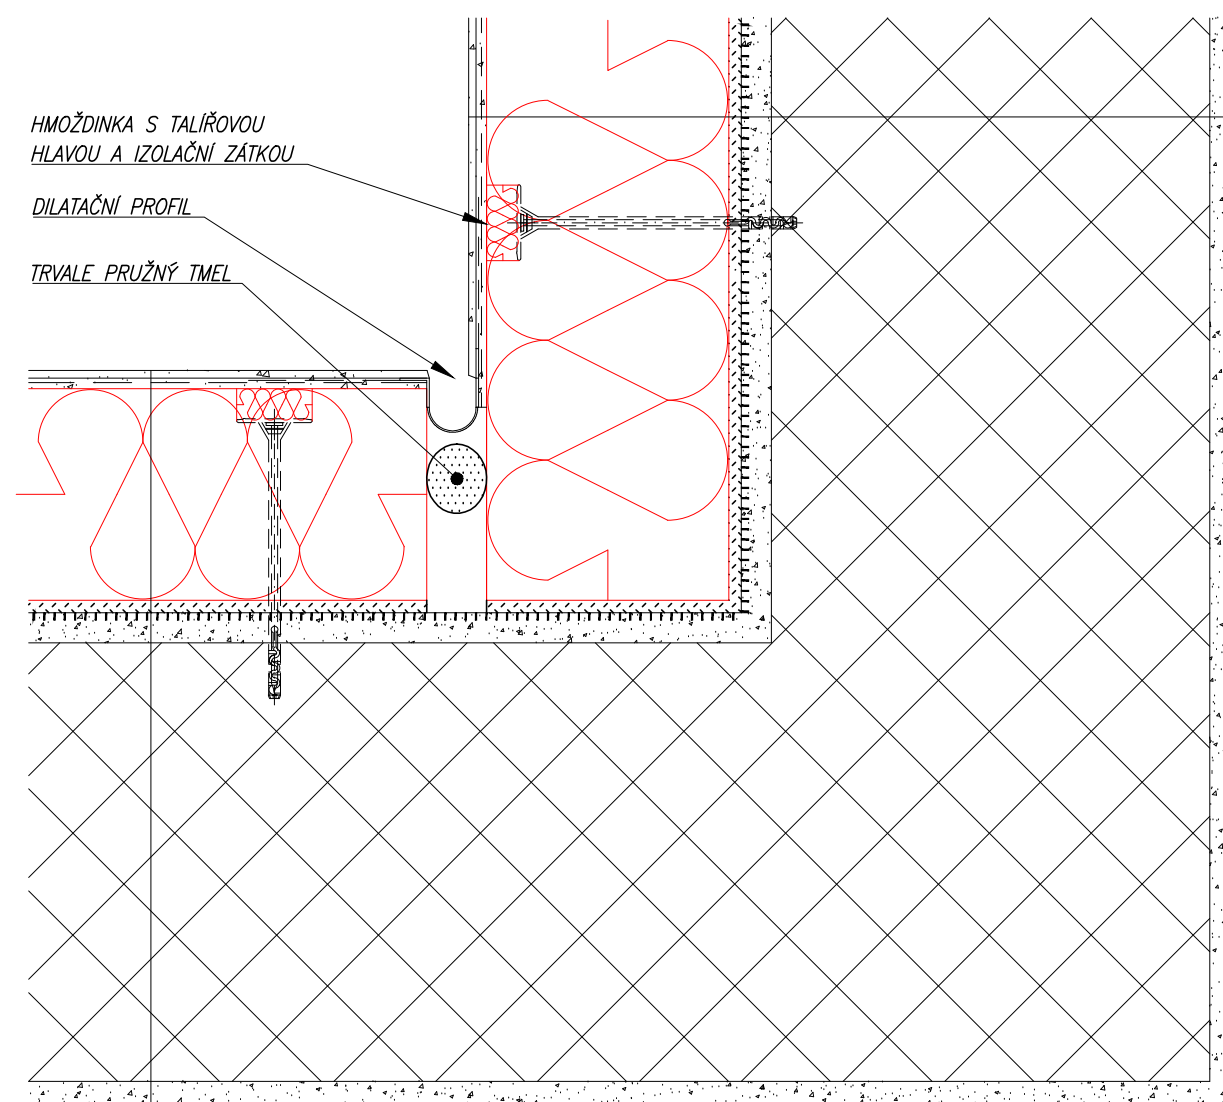 HMOŽDINKA S TALÍŘOVOU
HLAVOU A IZOLAČNÍ ZÁTKOU
DILATAČNÍ PROFIL
TRVALE PRUŽNÝ TMEL